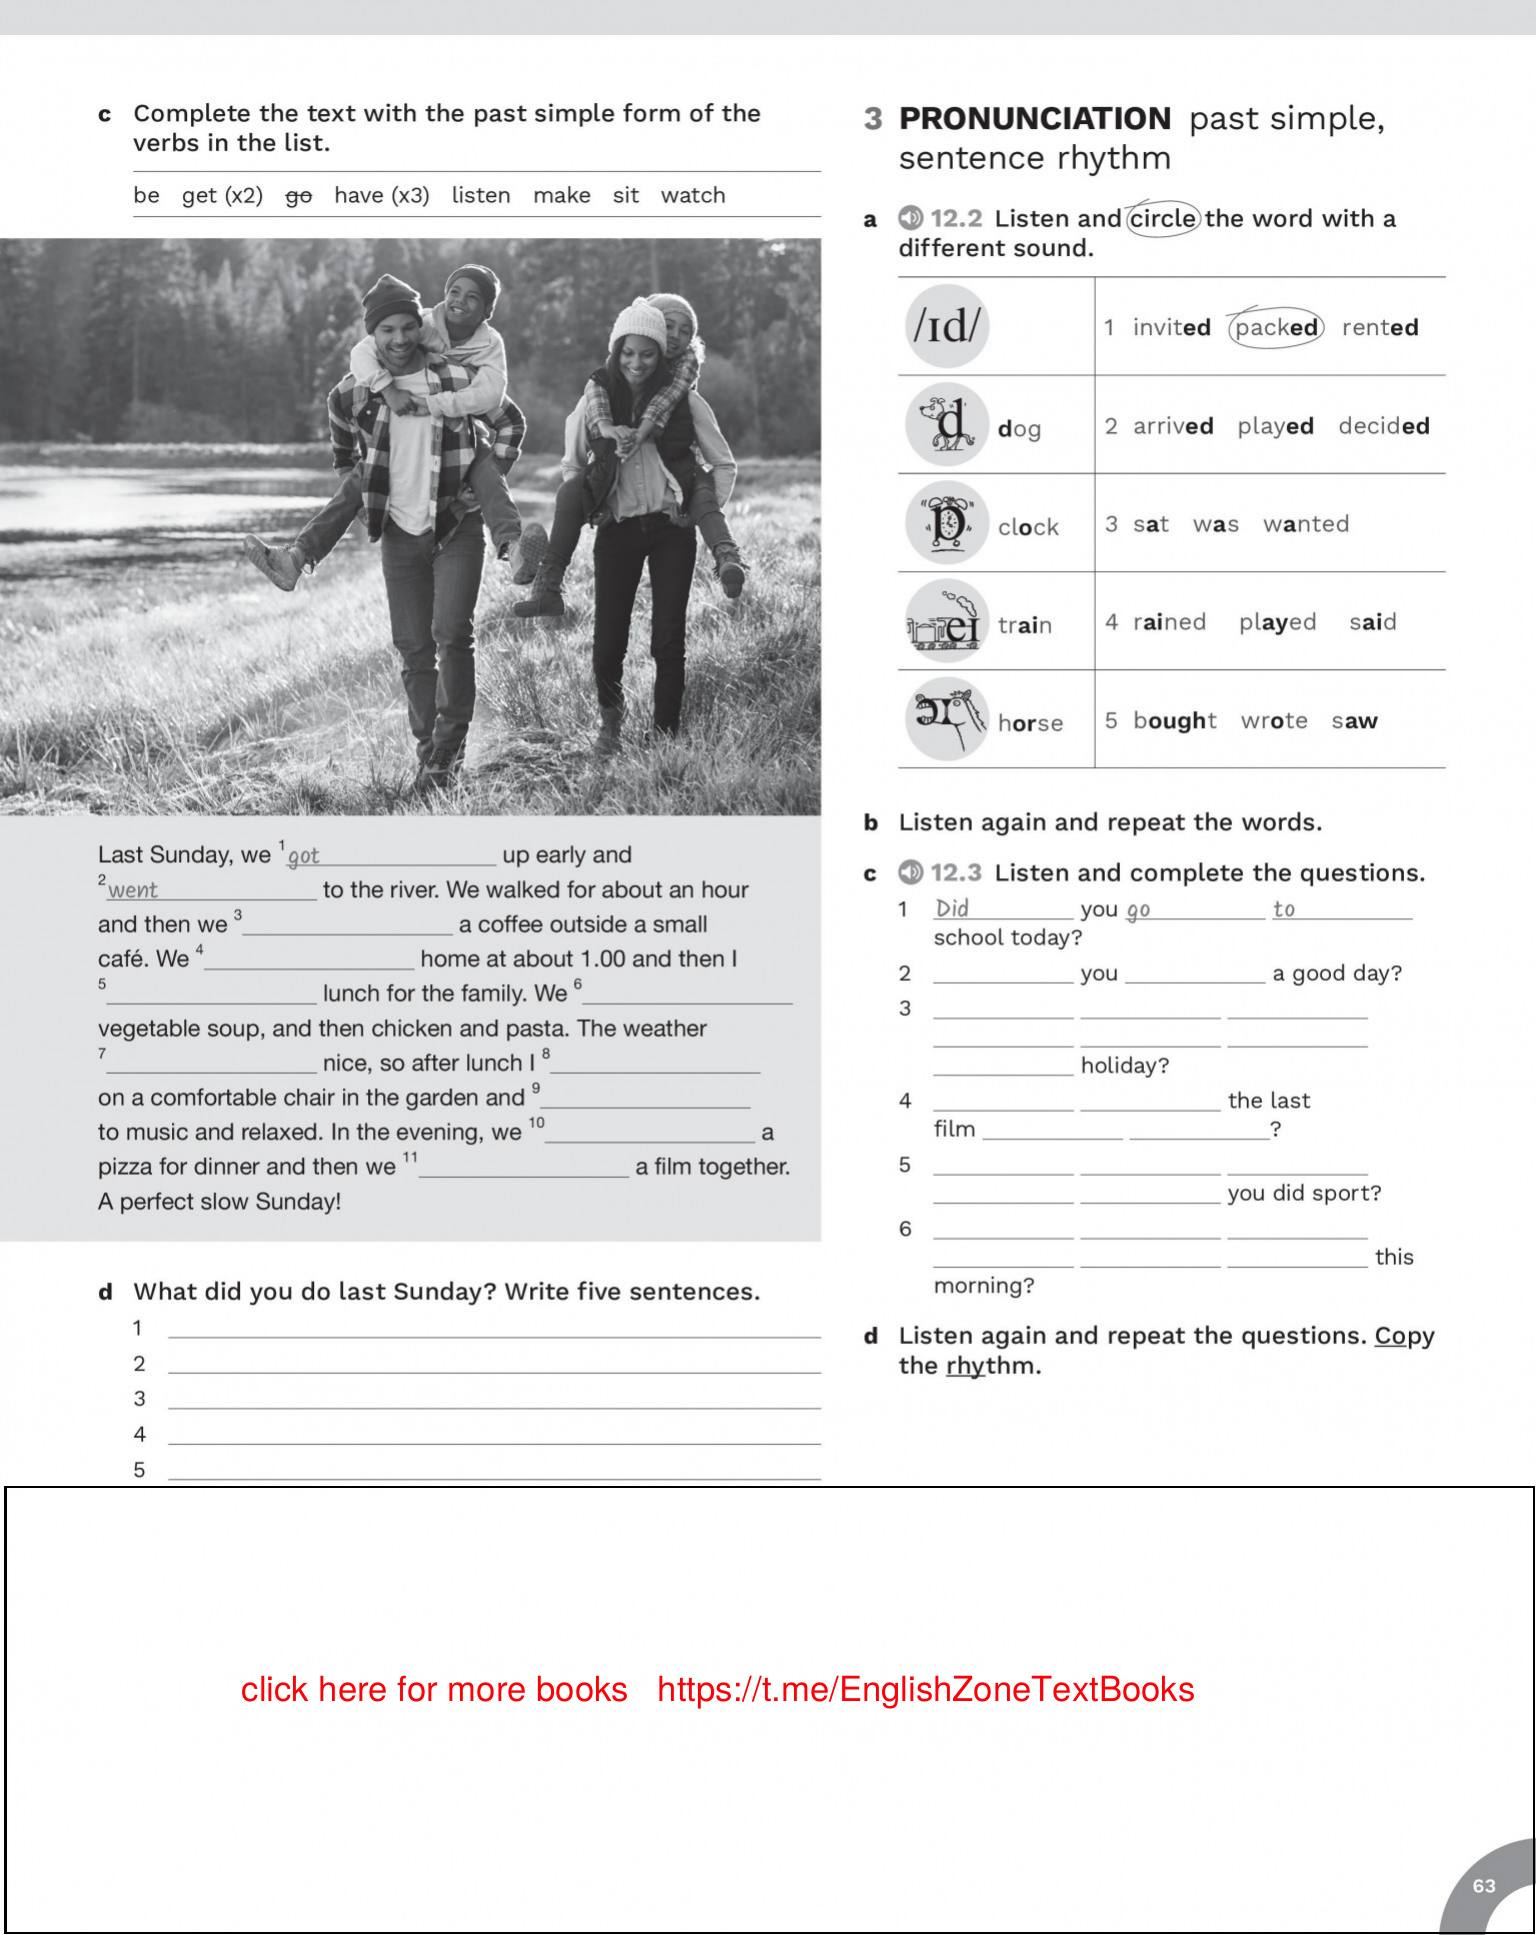 c Complete the text with the past simple form of the
verbs in the list.
be get (x2) go have (x3) listen make sit watch
Last Sunday, we 1 got up early and
2 went to the river. We walked for about an hour
and then we 3 a coffee outside a small
café. We 4 home at about 1.00 and then I
5 lunch for the family. We 6
vegetable soup, and then chicken and pasta. The weather
7 nice, so after lunch I 8
on a comfortable chair in the garden and 9
to music and relaxed. In the evening, we 10 a
pizza for dinner and then we 11 a film together.
A perfect slow Sunday!
d What did you do last Sunday? Write five sentences.
1
2
3
4
5
3 PRONUNCIATION past simple,
sentence rhythm
a 12.2 Listen and circle the word with a
different sound.
/ɪd/ 1 invited packed rented
d dog 2 arrived played decided
ɒ clock 3 sat was wanted
eɪ train 4 rained played said
ɔː horse 5 bought wrote saw
b Listen again and repeat the words.
c 12.3 Listen and complete the questions.
1 Did you go to
school today?
2 you a good day?
3
holiday?
4 the last
film ?
5
you did sport?
6
this
morning?
d Listen again and repeat the questions. Copy
the rhythm.
click here for more books https://t.me/EnglishZoneTextBooks
63